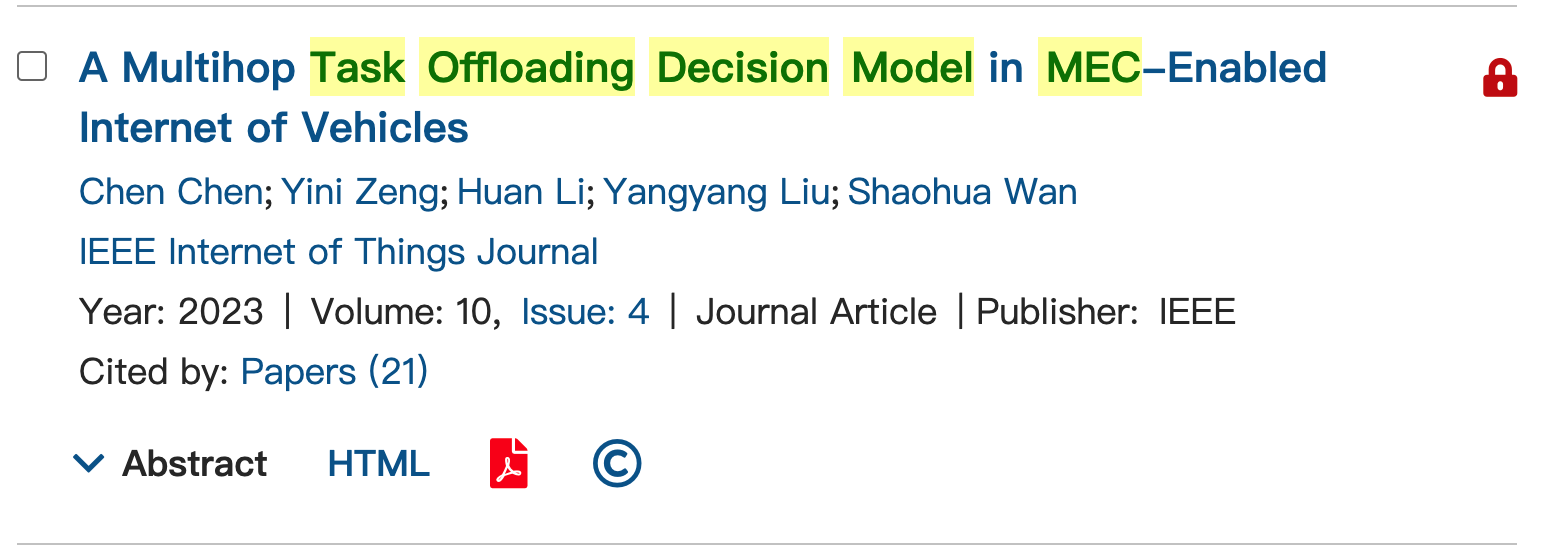 A Multihop Task Offloading Decision Model in MEC–Enabled
Internet of Vehicles
Chen Chen; Yini Zeng; Huan Li; Yangyang Liu; Shaohua Wan
IEEE Internet of Things Journal
Year: 2023 | Volume: 10, Issue: 4 | Journal Article | Publisher: IEEE
Cited by: Papers (21)
Abstract HTML ©